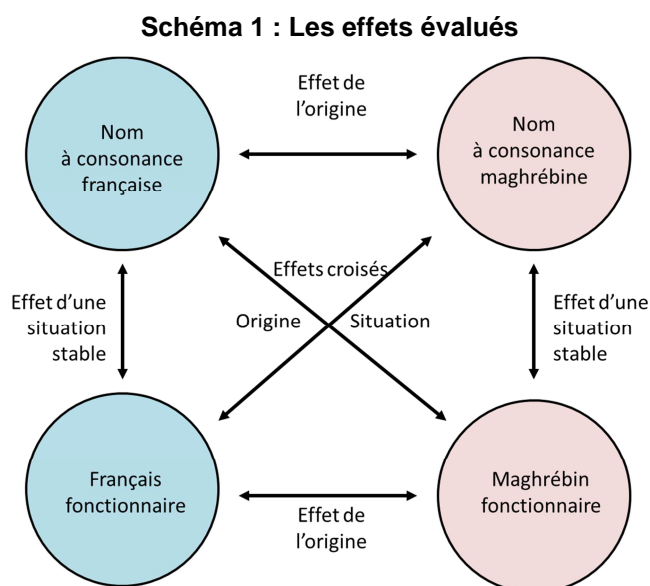 Schéma 1 : Les effets évalués
Effet de
l'origine
Nom
à consonance
française
Nom
à consonance
maghrébine
Effets croisés
Effet d'une
situation
stable
Origine
Situation
Effet d'une
situation
stable
Français
fonctionnaire
Maghrébin
fonctionnaire
Effet de
l'origine